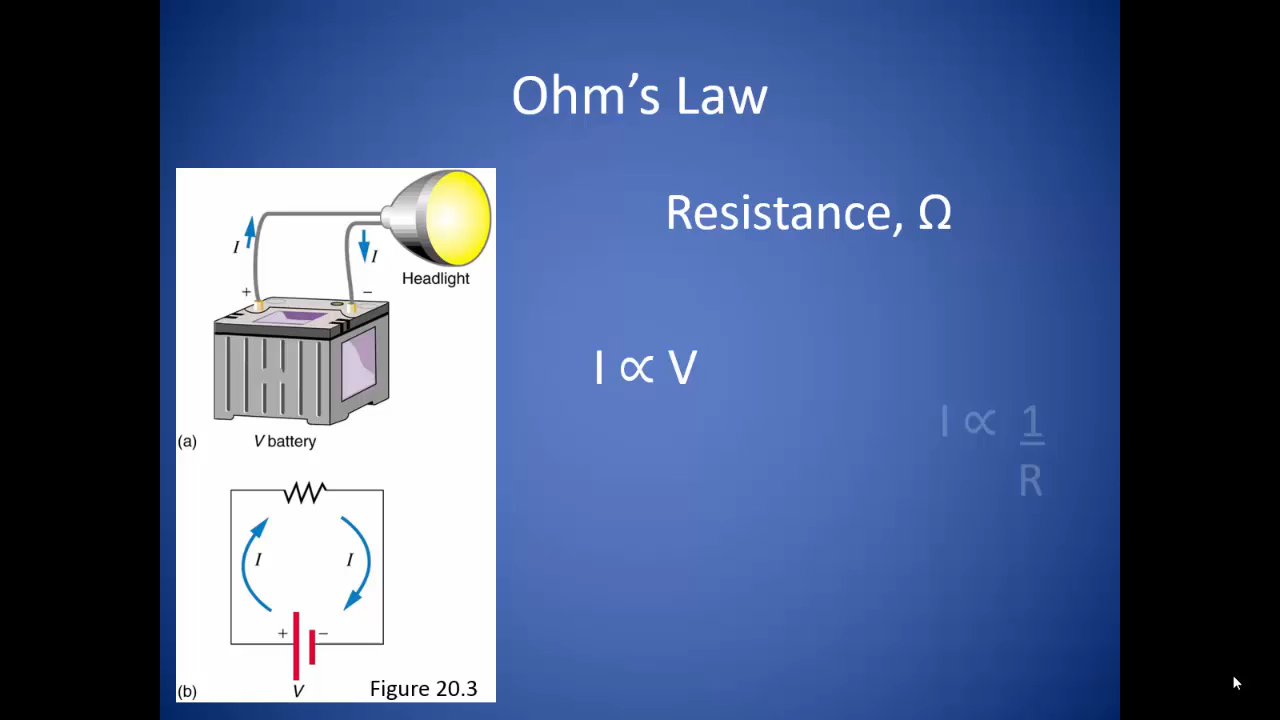 Ohm's Law
Resistance, Ω
I ∝ V
I ∝ 1
R
I
I
Headlight
+ −
(a) V battery
I I
+ −
(b) V Figure 20.3